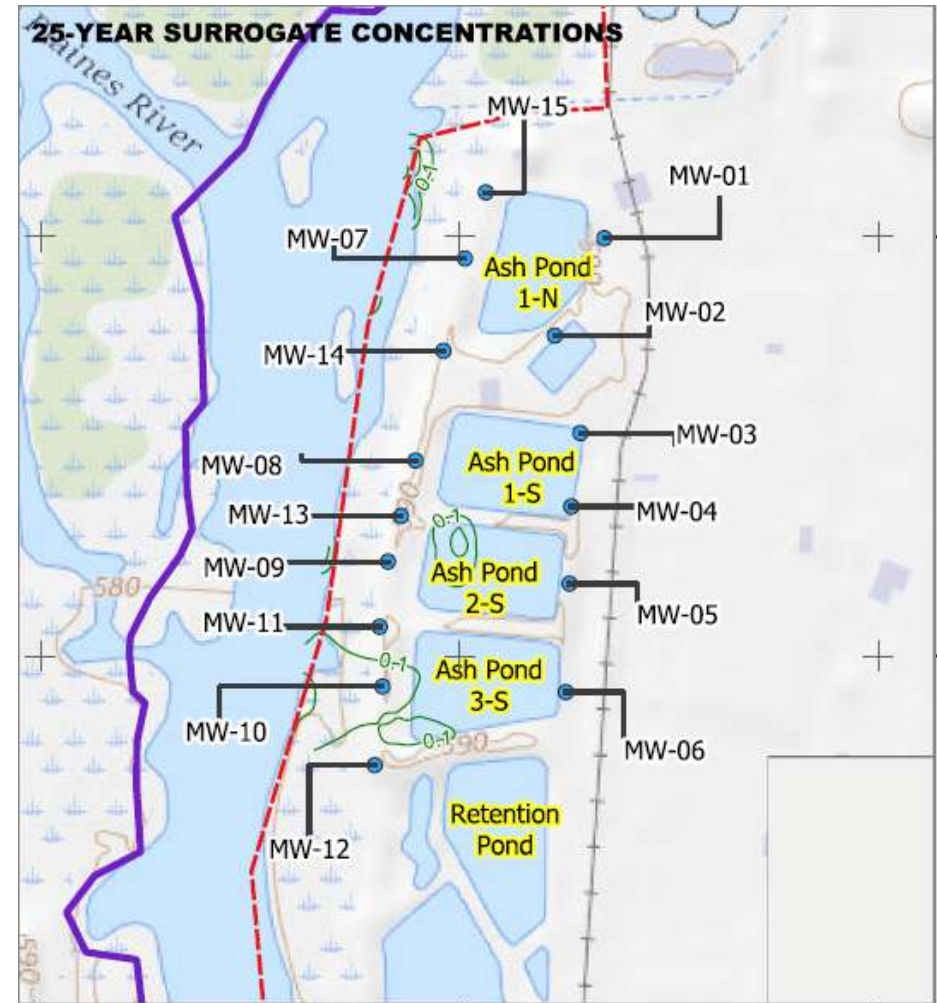 25-YEAR SURROGATE CONCENTRATIONS
Plaines River
MW-15
0-1
MW-01
MW-07
Ash Pond
1-N
MW-02
MW-14
MW-03
MW-08
Ash Pond
1-S
MW-04
MW-13
0-1
MW-09
Ash Pond
2-S
580
MW-05
MW-11
0-1
Ash Pond
3-S
MW-10
0-1
590
MW-06
MW-12
Retention
Pond
590